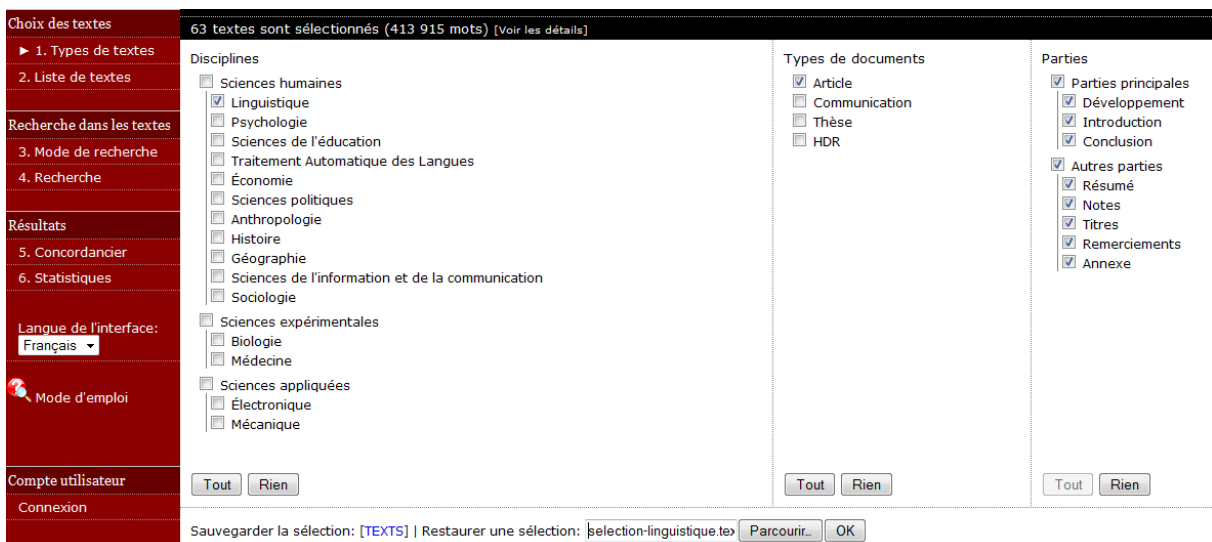 Choix des textes
► 1. Types de textes
2. Liste de textes
Recherche dans les textes
3. Mode de recherche
4. Recherche
Résultats
5. Concordancier
6. Statistiques
Langue de l'interface:
Français
Mode d'emploi
Compte utilisateur
Connexion
63 textes sont sélectionnés (413 915 mots) [Voir les détails]
Disciplines
Sciences humaines
Linguistique
Psychologie
Sciences de l'éducation
Traitement Automatique des Langues
Économie
Sciences politiques
Anthropologie
Histoire
Géographie
Sciences de l'information et de la communication
Sociologie
Sciences expérimentales
Biologie
Médecine
Sciences appliquées
Électronique
Mécanique
Tout Rien
Types de documents
Article
Communication
Thèse
HDR
Tout Rien
Parties
Parties principales
Développement
Introduction
Conclusion
Autres parties
Résumé
Notes
Titres
Remerciements
Annexe
Tout Rien
Sauvegarder la sélection: [TEXTS] | Restaurer une sélection: selection-linguistique.tex Parcourir... OK